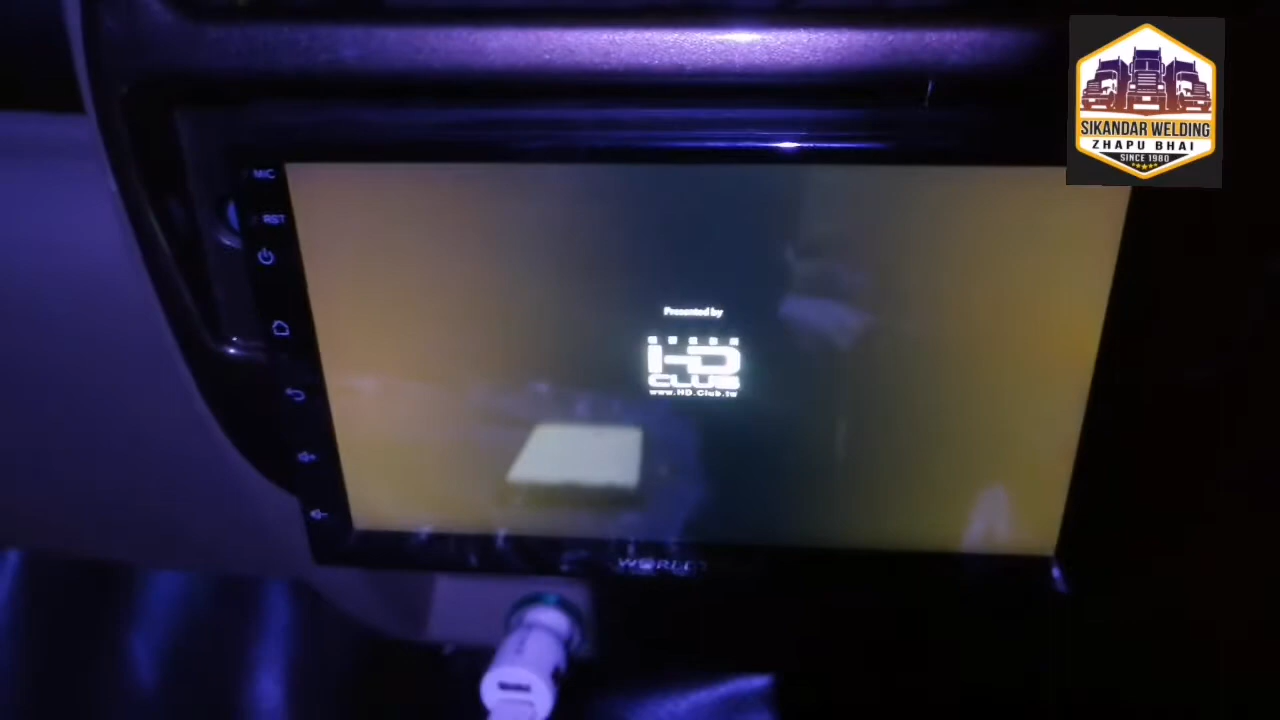 SIKANDAR WELDING
ZHAPU BHAI
SINCE 1980
MIC
RST
Presented by
HD
CLUB
www.HD.Club.tw